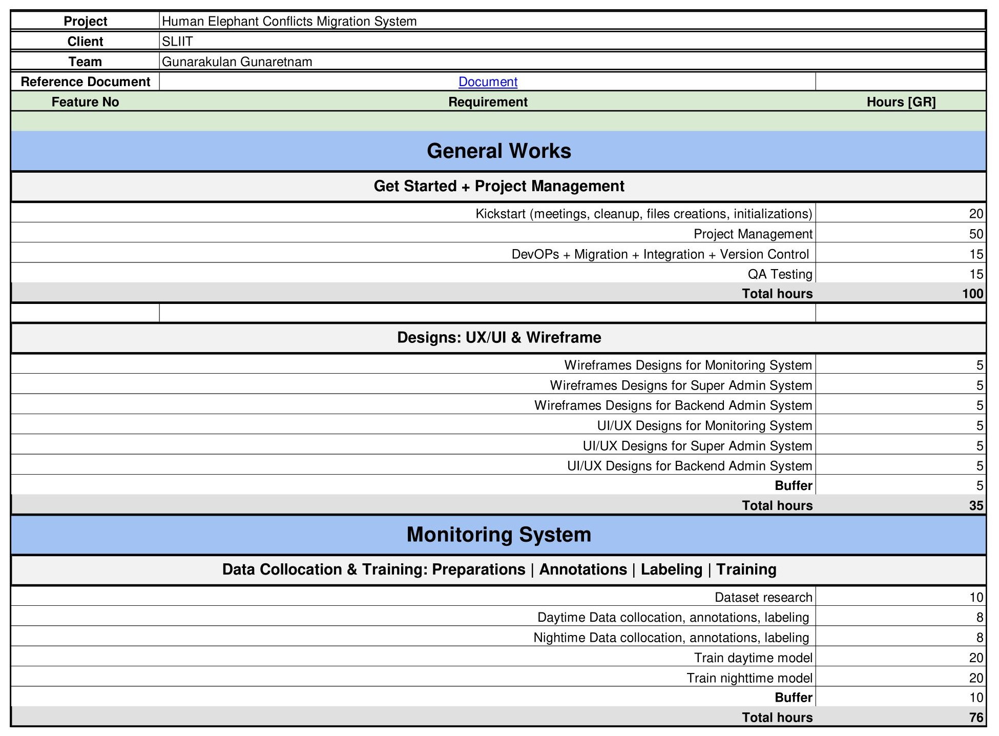 Project Human Elephant Conflicts Migration System
Client SLIIT
Team Gunarakulan Gunaretnam
Reference Document Document
Feature No Requirement Hours [GR]
General Works
Get Started + Project Management
Kickstart (meetings, cleanup, files creations, initializations) 20
Project Management 50
DevOPs + Migration + Integration + Version Control 15
QA Testing 15
Total hours 100
Designs: UX/UI & Wireframe
Wireframes Designs for Monitoring System 5
Wireframes Designs for Super Admin System 5
Wireframes Designs for Backend Admin System 5
UI/UX Designs for Monitoring System 5
UI/UX Designs for Super Admin System 5
UI/UX Designs for Backend Admin System 5
Buffer 5
Total hours 35
Monitoring System
Data Collocation & Training: Preparations | Annotations | Labeling | Training
Dataset research 10
Daytime Data collocation, annotations, labeling 8
Nightime Data collocation, annotations, labeling 8
Train daytime model 20
Train nighttime model 20
Buffer 10
Total hours 76